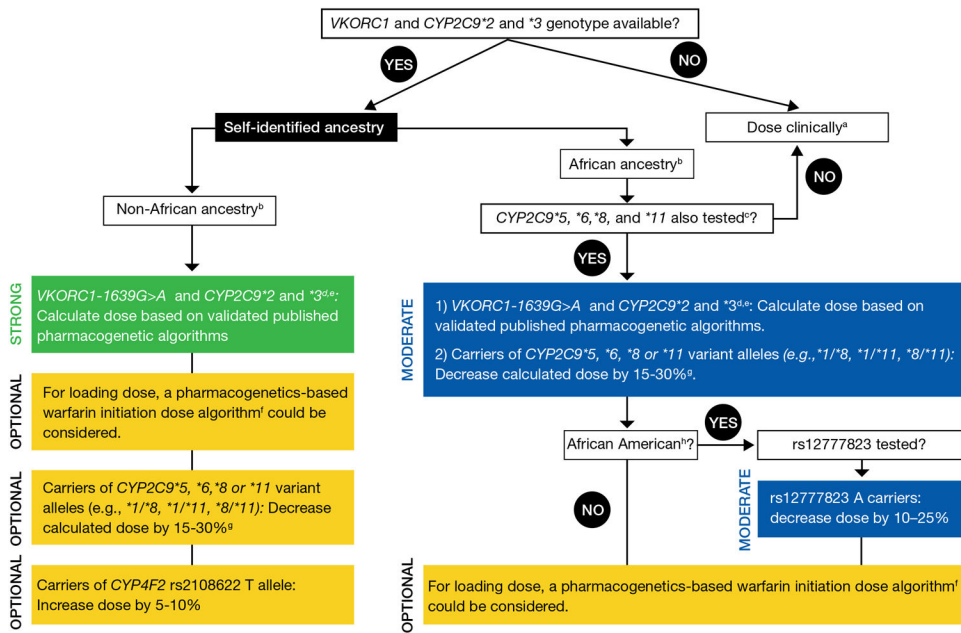 VKORC1 and CYP2C9*2 and *3 genotype available?
YES
NO
Self-identified ancestry
Dose clinicallyᵃ
African ancestryᵇ
NO
Non-African ancestryᵇ
CYP2C9*5, *6,*8, and *11 also testedᶜ?
YES
STRONG
VKORC1-1639G>A and CYP2C9*2 and *3ᵈ,ᵉ:
Calculate dose based on validated published
pharmacogenetic algorithms
MODERATE
1) VKORC1-1639G>A and CYP2C9*2 and *3ᵈ,ᵉ: Calculate dose based on
validated published pharmacogenetic algorithms.
2) Carriers of CYP2C9*5, *6, *8 or *11 variant alleles (e.g.,*1/*8, *1/*11, *8/*11):
Decrease calculated dose by 15-30%ᵍ.
OPTIONAL
For loading dose, a pharmacogenetics-based
warfarin initiation dose algorithmᶠ could be
considered.
African Americanʰ?
YES
rs12777823 tested?
OPTIONAL
Carriers of CYP2C9*5, *6,*8 or *11 variant
alleles (e.g., *1/*8, *1/*11, *8/*11): Decrease
calculated dose by 15-30%ᵍ
NO
MODERATE
rs12777823 A carriers:
decrease dose by 10–25%
OPTIONAL
Carriers of CYP4F2 rs2108622 T allele:
Increase dose by 5-10%
OPTIONAL
For loading dose, a pharmacogenetics-based warfarin initiation dose algorithmᶠ
could be considered.